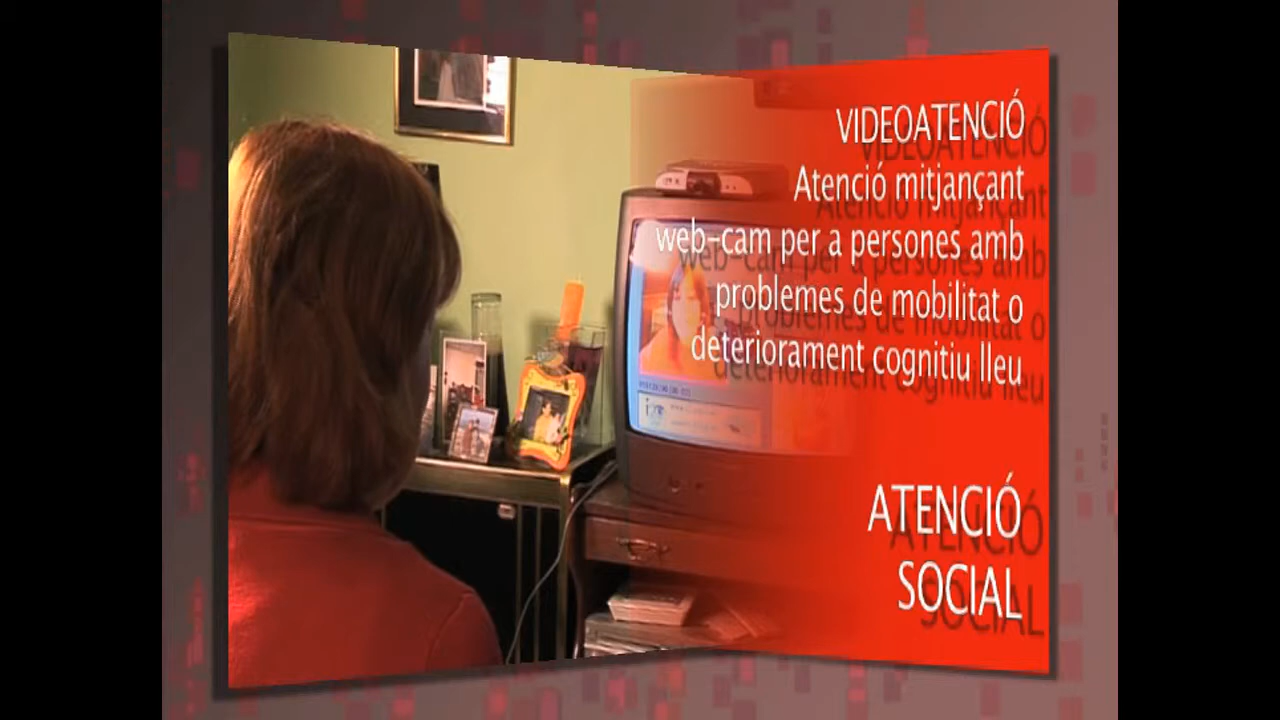 VIDEOATENCIÓ
Atenció mitjançant
web-cam per a persones amb
problemes de mobilitat o
deteriorament cognitiu lleu
ATENCIÓ
SOCIAL